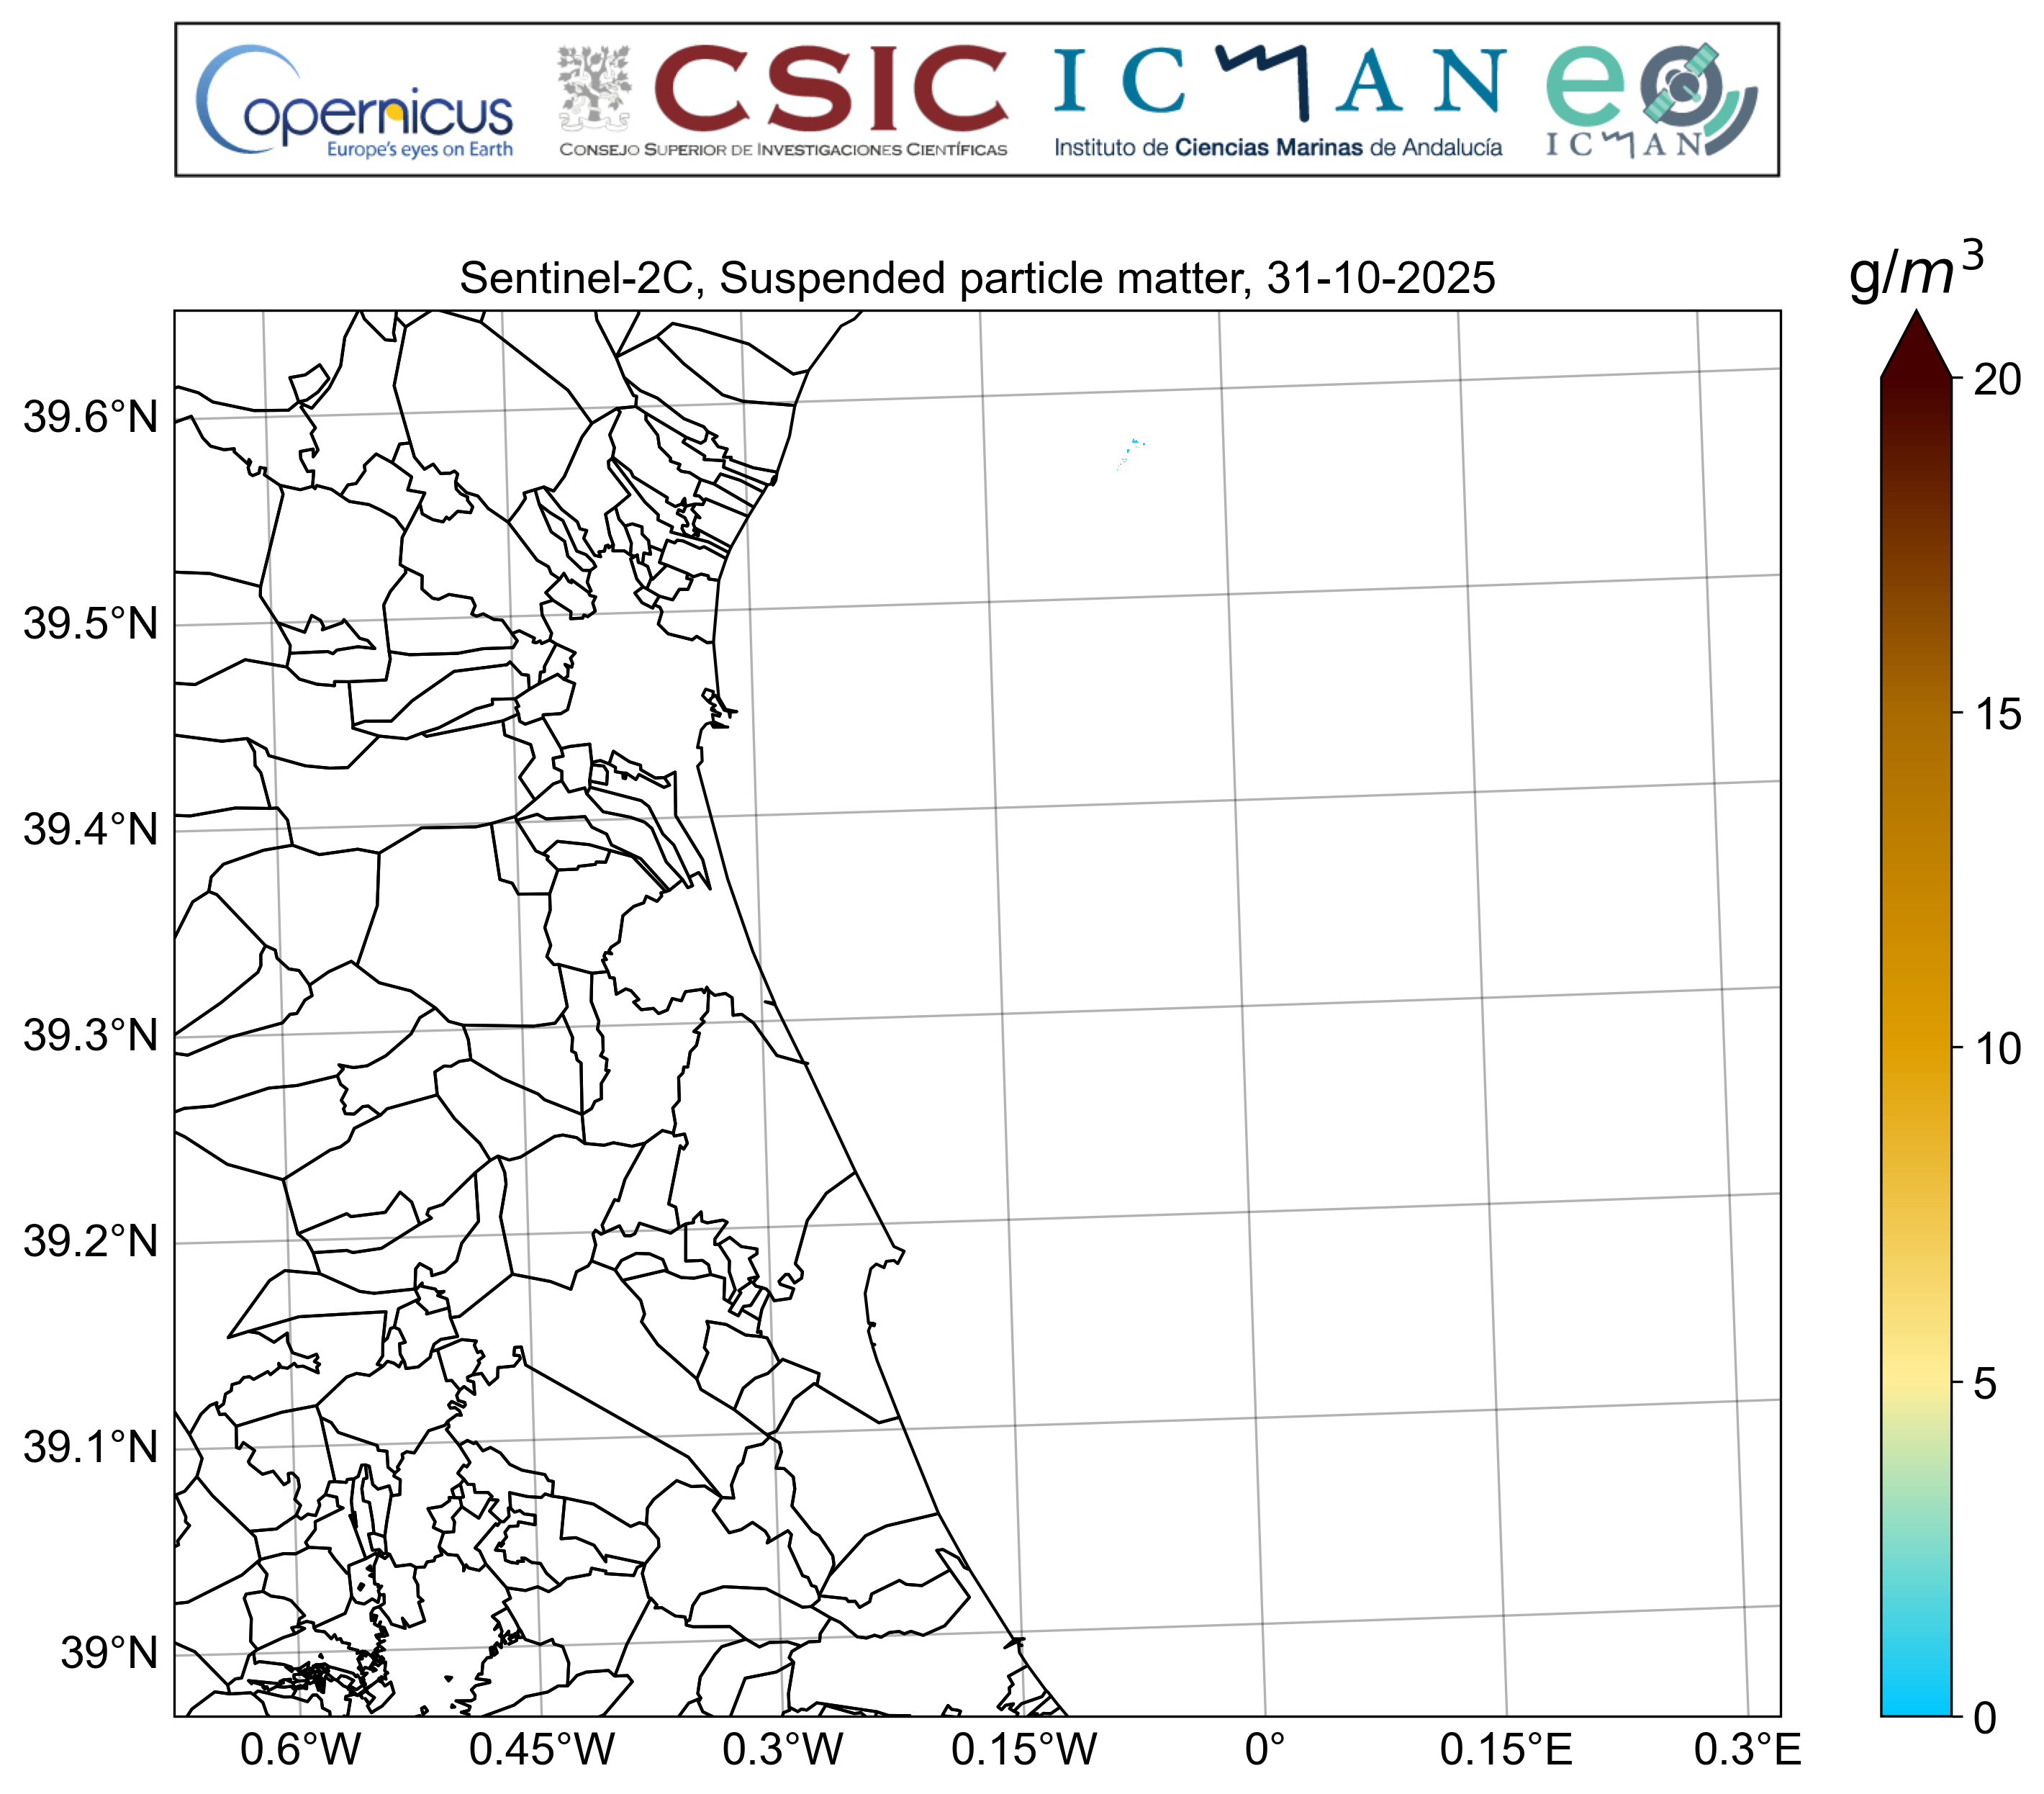 Copernicus
Europe's eyes on Earth
CSIC
CONSEJO SUPERIOR DE INVESTIGACIONES CIENTÍFICAS
ICMAN
Instituto de Ciencias Marinas de Andalucía
eo
ICMAN
Sentinel-2C, Suspended particle matter, 31-10-2025
g/m³
39.6°N
39.5°N
39.4°N
39.3°N
39.2°N
39.1°N
39°N
0.6°W
0.45°W
0.3°W
0.15°W
0°
0.15°E
0.3°E
20
15
10
5
0